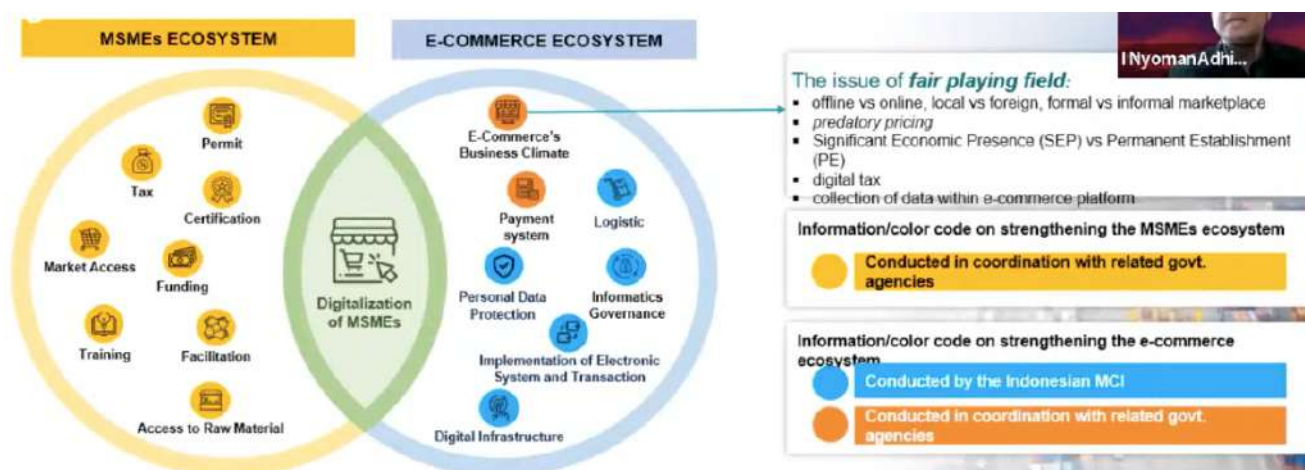 MSMEs ECOSYSTEM
E-COMMERCE ECOSYSTEM
Permit
Tax
Certification
Market Access
Funding
Training
Facilitation
Access to Raw Material
Digitalization
of MSMEs
E-Commerce's
Business Climate
Payment
system
Logistic
Personal Data
Protection
Informatics
Governance
Implementation of Electronic
System and Transaction
Digital Infrastructure
I Nyoman Adhi...
The issue of fair playing field:
▪ offline vs online, local vs foreign, formal vs informal marketplace
▪ predatory pricing
▪ Significant Economic Presence (SEP) vs Permanent Establishment
(PE)
▪ digital tax
▪ collection of data within e-commerce platform
Information/color code on strengthening the MSMEs ecosystem
Conducted in coordination with related govt.
agencies
Information/color code on strengthening the e-commerce
ecosystem
Conducted by the Indonesian MCI
Conducted in coordination with related govt.
agencies